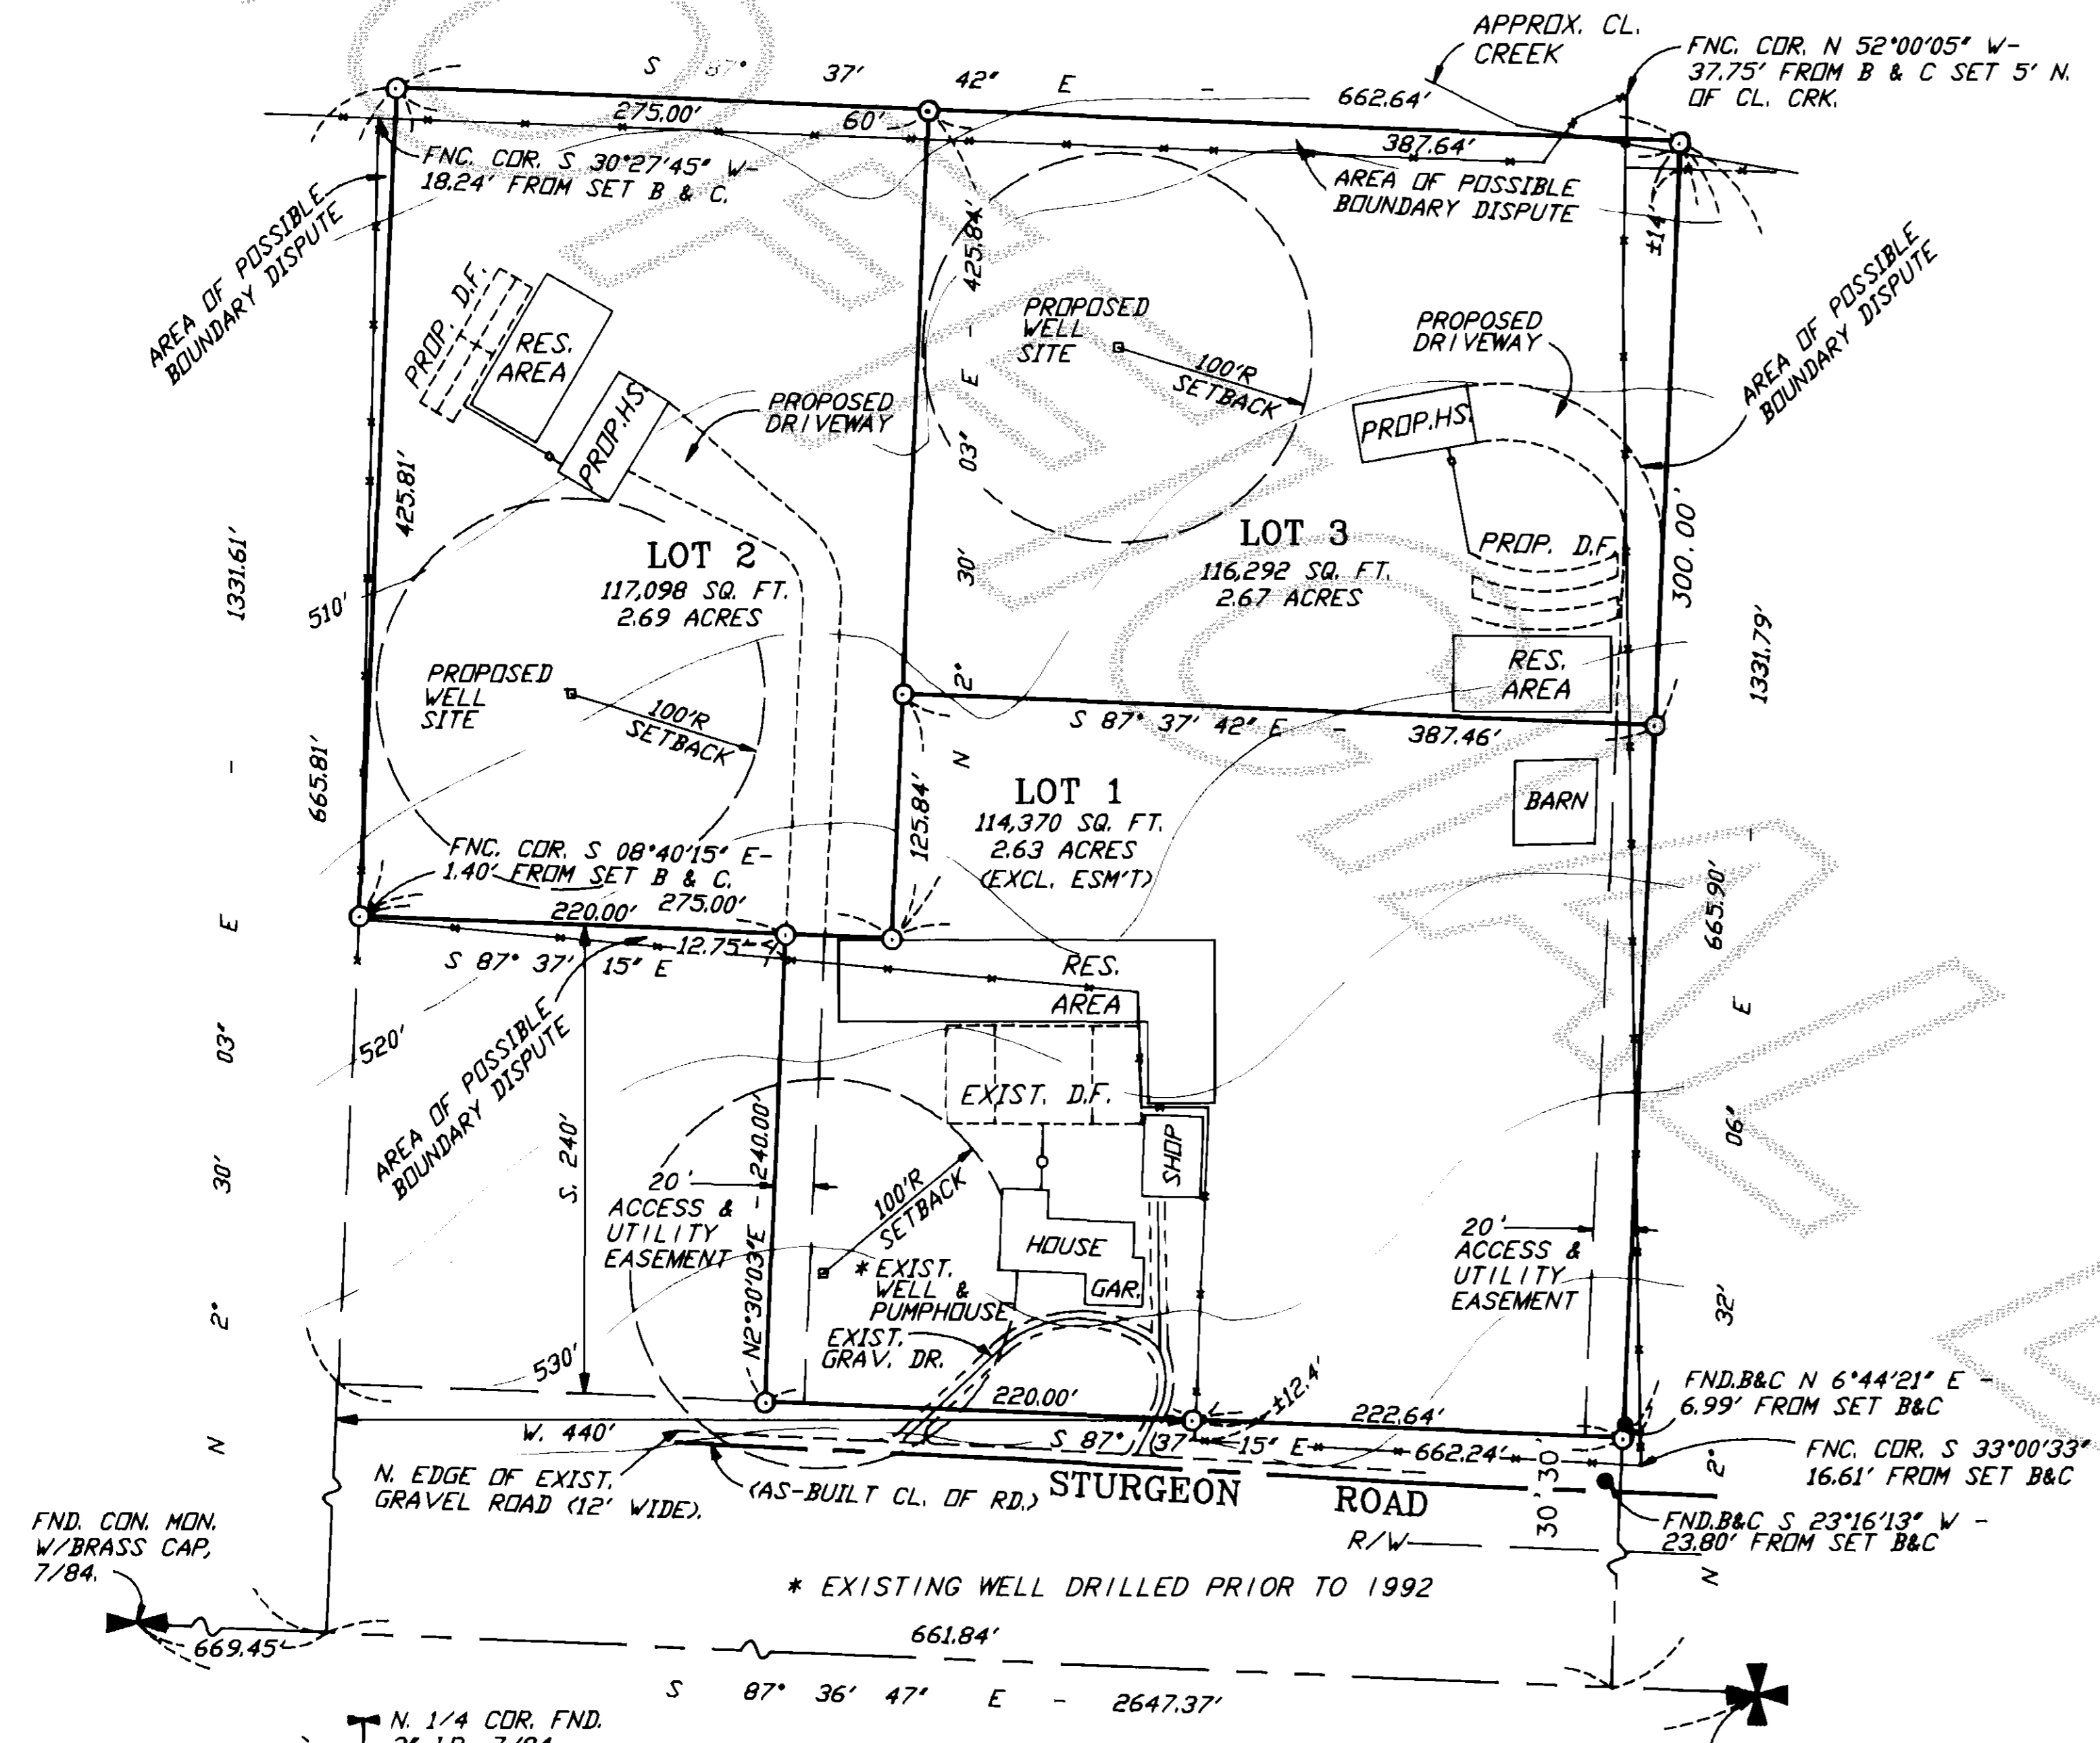 APPROX. CL.
CREEK
FNC. COR. N 52°00'05" W-
37.75' FROM B & C SET 5' N.
OF CL. CRK.
S 87° 37' 42" E - 662.64'
275.00'
60'
387.64'
FNC. COR. S 30°27'45" W-
18.24' FROM SET B & C.
AREA OF POSSIBLE
BOUNDARY DISPUTE
AREA OF POSSIBLE
BOUNDARY DISPUTE
±14'
AREA OF POSSIBLE
BOUNDARY DISPUTE
PROP. D.F.
RES.
AREA
PROP.HS.
PROPOSED
DRIVEWAY
PROPOSED
WELL
SITE
100'R
SETBACK
PROPOSED
DRIVEWAY
PROP.HS.
425.81'
N 2° 30' 03" E - 425.84'
LOT 2
117,098 SQ. FT.
2.69 ACRES
LOT 3
116,292 SQ. FT.
2.67 ACRES
PROP. D.F.
300.00'
RES.
AREA
1331.61'
510'
1331.79'
PROPOSED
WELL
SITE
100'R
SETBACK
S 87° 37' 42" E - 387.46'
665.81'
LOT 1
114,370 SQ. FT.
2.63 ACRES
(EXCL. ESM'T)
125.84'
BARN
FNC. COR. S 08°40'15" E-
1.40' FROM SET B & C.
220.00' 275.00'
12.75'
S 87° 37' 15" E
665.90'
RES.
AREA
N 2° 30' 03" E -
520'
AREA OF POSSIBLE
BOUNDARY DISPUTE
S. 240'
EXIST. D.F.
SHOP
N2°30'03"E - 240.00'
20'
ACCESS &
UTILITY
EASEMENT
100'R
SETBACK
HOUSE
GAR.
* EXIST.
WELL &
PUMPHOUSE
EXIST.
GRAV. DR.
20'
ACCESS &
UTILITY
EASEMENT
N 2° 32' 06" E -
530'
220.00'
±12.4'
222.64'
FND.B&C N 6°44'21" E -
6.99' FROM SET B&C
W. 440'
S 87° 37' 15" E - 662.24'
FNC. COR. S 33°00'33"
16.61' FROM SET B&C
N. EDGE OF EXIST.
GRAVEL ROAD (12' WIDE).
(AS-BUILT CL. OF RD.)
STURGEON ROAD
30' 30'
R/W
FND.B&C S 23°16'13" W -
23.80' FROM SET B&C
FND. CON. MON.
W/BRASS CAP,
7/84.
* EXISTING WELL DRILLED PRIOR TO 1992
669.45'
661.84'
S 87° 36' 47" E - 2647.37'
N. 1/4 COR. FND.